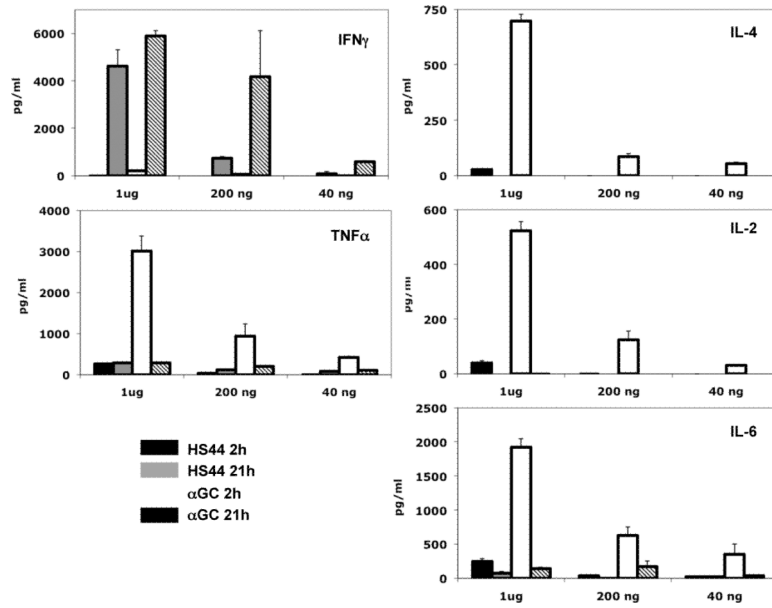 IFNγ
pg/ml
6000
4000
2000
0
1ug 200 ng 40 ng
IL-4
pg/ml
750
500
250
0
1ug 200 ng 40 ng
TNFα
pg/ml
4000
3000
2000
1000
0
1ug 200 ng 40 ng
IL-2
pg/ml
600
400
200
0
1ug 200 ng 40 ng
IL-6
pg/ml
2500
2000
1500
1000
500
0
1ug 200 ng 40 ng
HS44 2h
HS44 21h
αGC 2h
αGC 21h